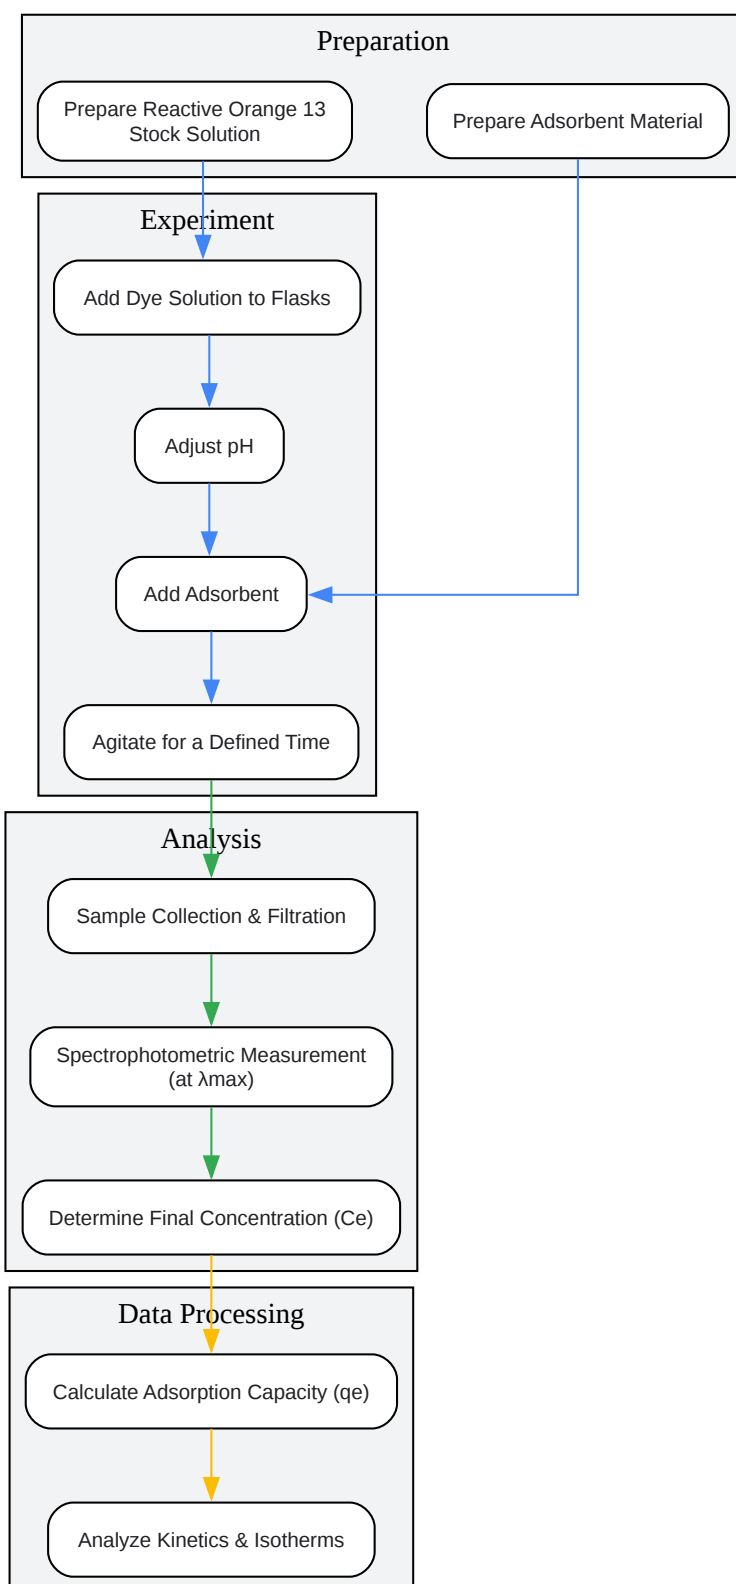 Preparation
Prepare Reactive Orange 13
Stock Solution
Prepare Adsorbent Material
Experiment
Add Dye Solution to Flasks
Adjust pH
Add Adsorbent
Agitate for a Defined Time
Analysis
Sample Collection & Filtration
Spectrophotometric Measurement
(at λmax)
Determine Final Concentration (Ce)
Data Processing
Calculate Adsorption Capacity (qe)
Analyze Kinetics & Isotherms